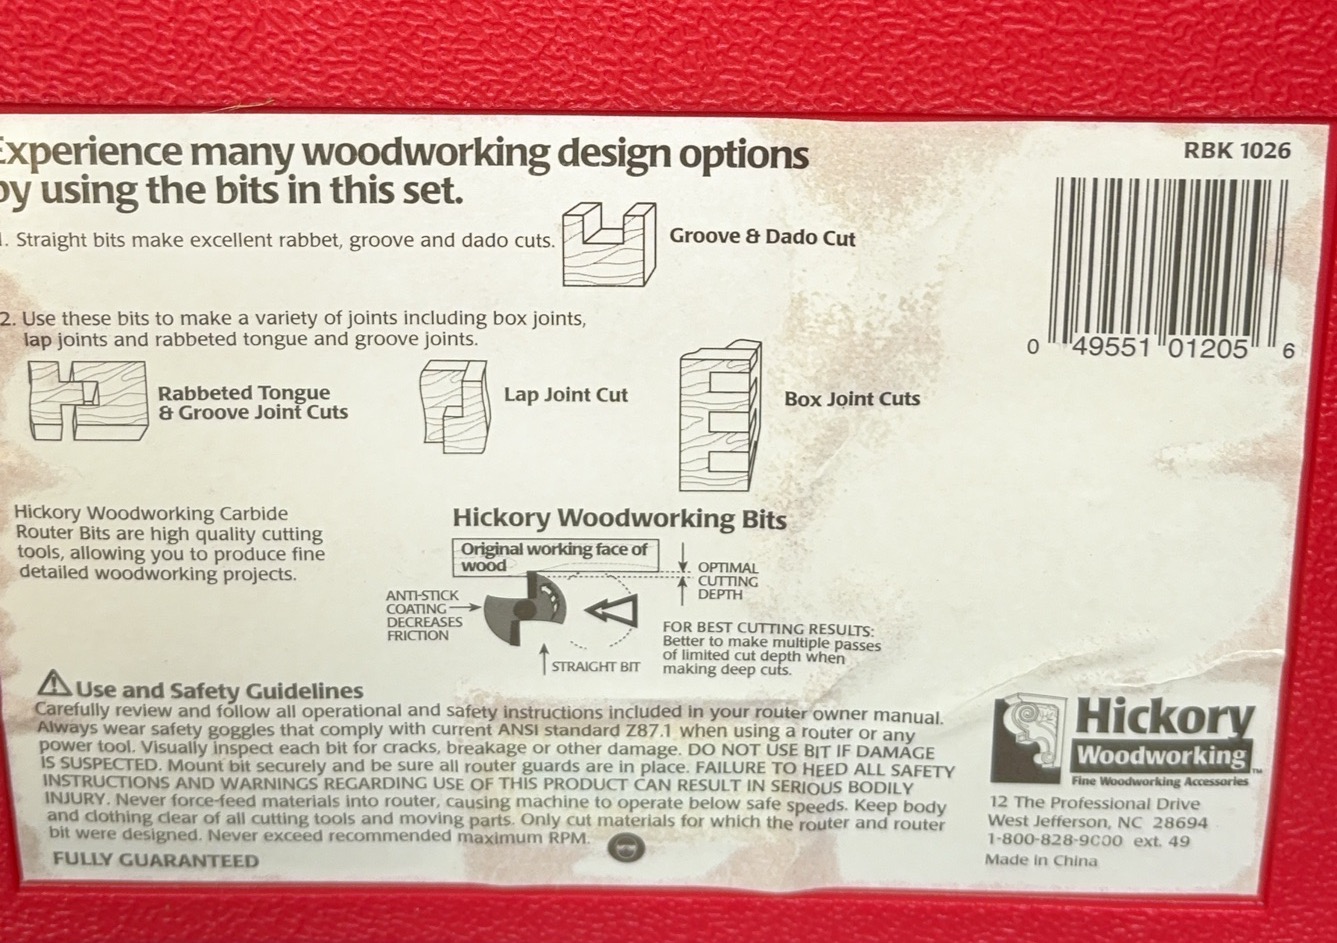 Experience many woodworking design options
by using the bits in this set.
RBK 1026
1. Straight bits make excellent rabbet, groove and dado cuts.
Groove & Dado Cut
0 49551 01205 6
2. Use these bits to make a variety of joints including box joints,
lap joints and rabbeted tongue and groove joints.
Rabbeted Tongue
& Groove Joint Cuts
Lap Joint Cut
Box Joint Cuts
Hickory Woodworking Carbide
Router Bits are high quality cutting
tools, allowing you to produce fine
detailed woodworking projects.
Hickory Woodworking Bits
Original working face of
wood
OPTIMAL
CUTTING
DEPTH
ANTI-STICK
COATING
DECREASES
FRICTION
STRAIGHT BIT
FOR BEST CUTTING RESULTS:
Better to make multiple passes
of limited cut depth when
making deep cuts.
Use and Safety Guidelines
Carefully review and follow all operational and safety instructions included in your router owner manual.
Always wear safety goggles that comply with current ANSI standard Z87.1 when using a router or any
power tool. Visually inspect each bit for cracks, breakage or other damage. DO NOT USE BIT IF DAMAGE
IS SUSPECTED. Mount bit securely and be sure all router guards are in place. FAILURE TO HEED ALL SAFETY
INSTRUCTIONS AND WARNINGS REGARDING USE OF THIS PRODUCT CAN RESULT IN SERIOUS BODILY
INJURY. Never force-feed materials into router, causing machine to operate below safe speeds. Keep body
and clothing clear of all cutting tools and moving parts. Only cut materials for which the router and router
bit were designed. Never exceed recommended maximum RPM.
FULLY GUARANTEED
Hickory
Woodworking™
Fine Woodworking Accessories
12 The Professional Drive
West Jefferson, NC 28694
1-800-828-9000 ext. 49
Made in China